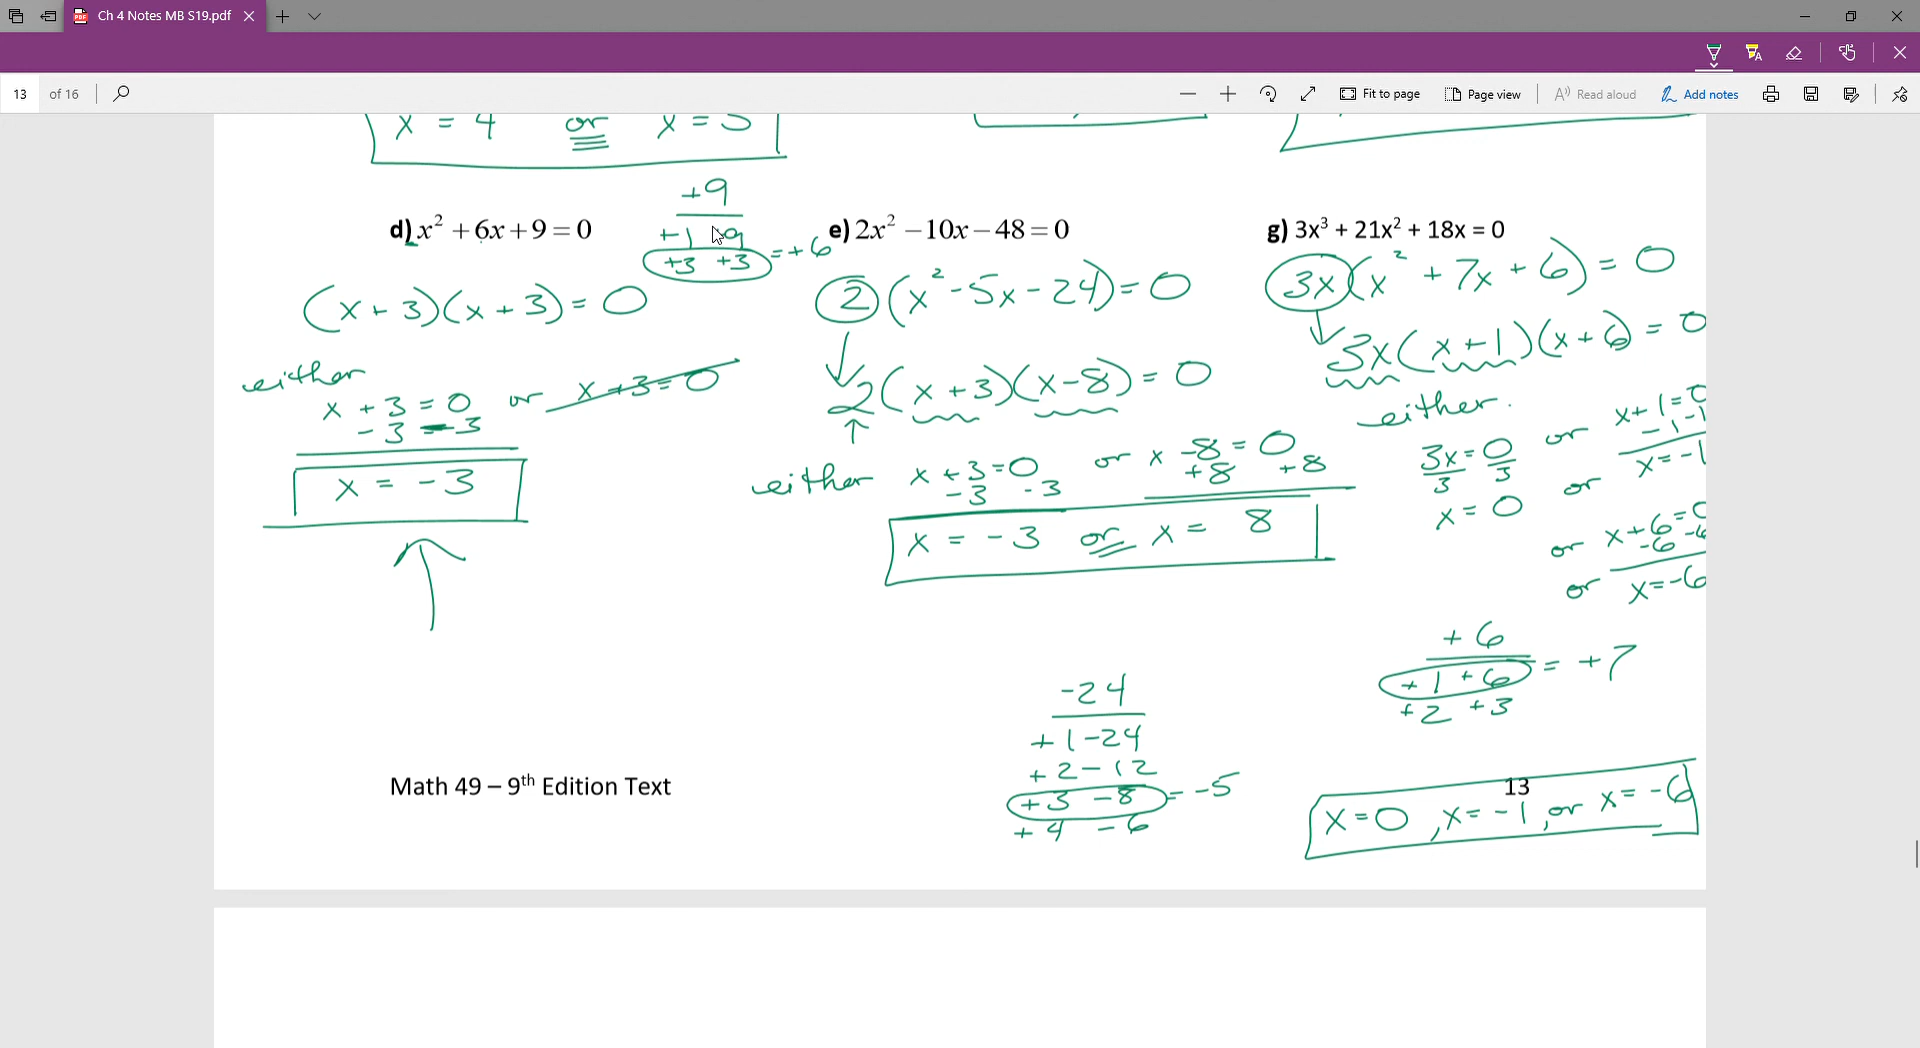 Ch 4 Notes MB S19.pdf
13 of 16
Fit to page
Page view
Read aloud
Add notes
x = 4 or x =
d) x² + 6x + 9 = 0
+9
+1 +9
+3 +3 = +6
(x + 3)(x + 3) = 0
either
x + 3 = 0 or x + 3 = 0
- 3 - 3
x = - 3
e) 2x² − 10x − 48 = 0
2(x² - 5x - 24) = 0
2(x + 3)(x - 8) = 0
either x + 3 = 0 or x - 8 = 0
- 3 - 3 + 8 + 8
x = - 3 or x = 8
-24
+ 1 - 24
+ 2 - 12
+ 3 - 8 = - 5
+ 4 - 6
g) 3x³ + 21x² + 18x = 0
3x(x² + 7x + 6) = 0
3x(x + 1)(x + 6) = 0
either.
3x = 0 or x + 1 = 0
3 3 - 1 - 1
x = 0 or x = - 1
or x + 6 = 0
- 6 - 6
or x = - 6
+ 6
+ 1 + 6 = + 7
+ 2 + 3
x = 0, x = - 1, or x = - 6
Math 49 – 9th Edition Text
13